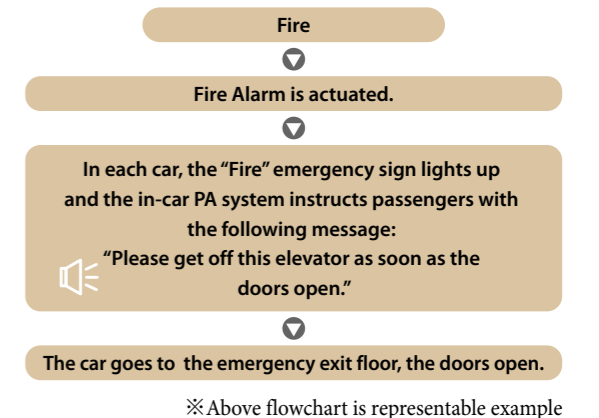 Fire
Fire Alarm is actuated.
In each car, the “Fire” emergency sign lights up
and the in-car PA system instructs passengers with
the following message:
“Please get off this elevator as soon as the
doors open.”
The car goes to the emergency exit floor, the doors open.
※Above flowchart is representable example